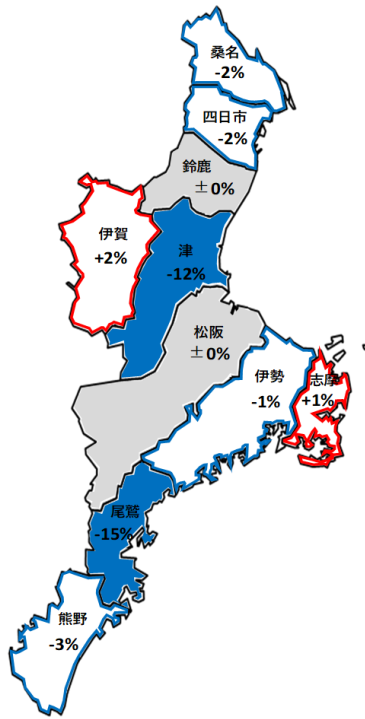 桑名
-2%
四日市
-2%
鈴鹿
±0%
伊賀
+2%
津
-12%
松阪
±0%
伊勢
-1%
志摩
+1%
尾鷲
-15%
熊野
-3%